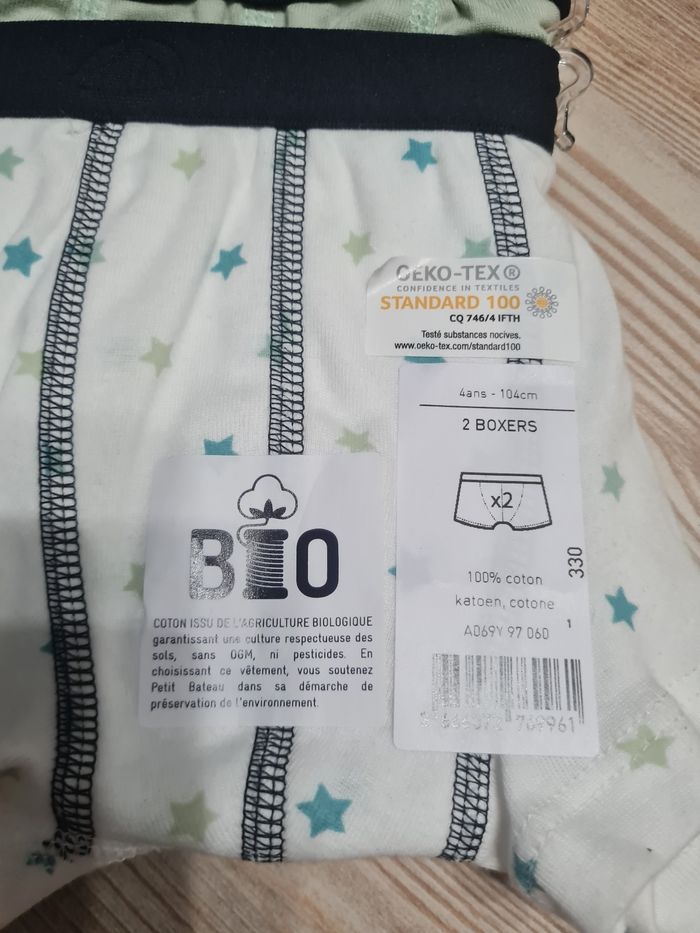 OEKO-TEX®
CONFIDENCE IN TEXTILES
STANDARD 100
CQ 746/4 IFTH
Testé substances nocives.
www.oeko-tex.com/standard100
4ans - 104cm
2 BOXERS
x2
330
100% coton
katoen, cotone
A069Y 97 060
1
769961
BIO
COTON ISSU DE L'AGRICULTURE BIOLOGIQUE
garantissant une culture respectueuse des
sols, sans OGM, ni pesticides. En
choisissant ce vêtement, vous soutenez
Petit Bateau dans sa démarche de
préservation de l'environnement.